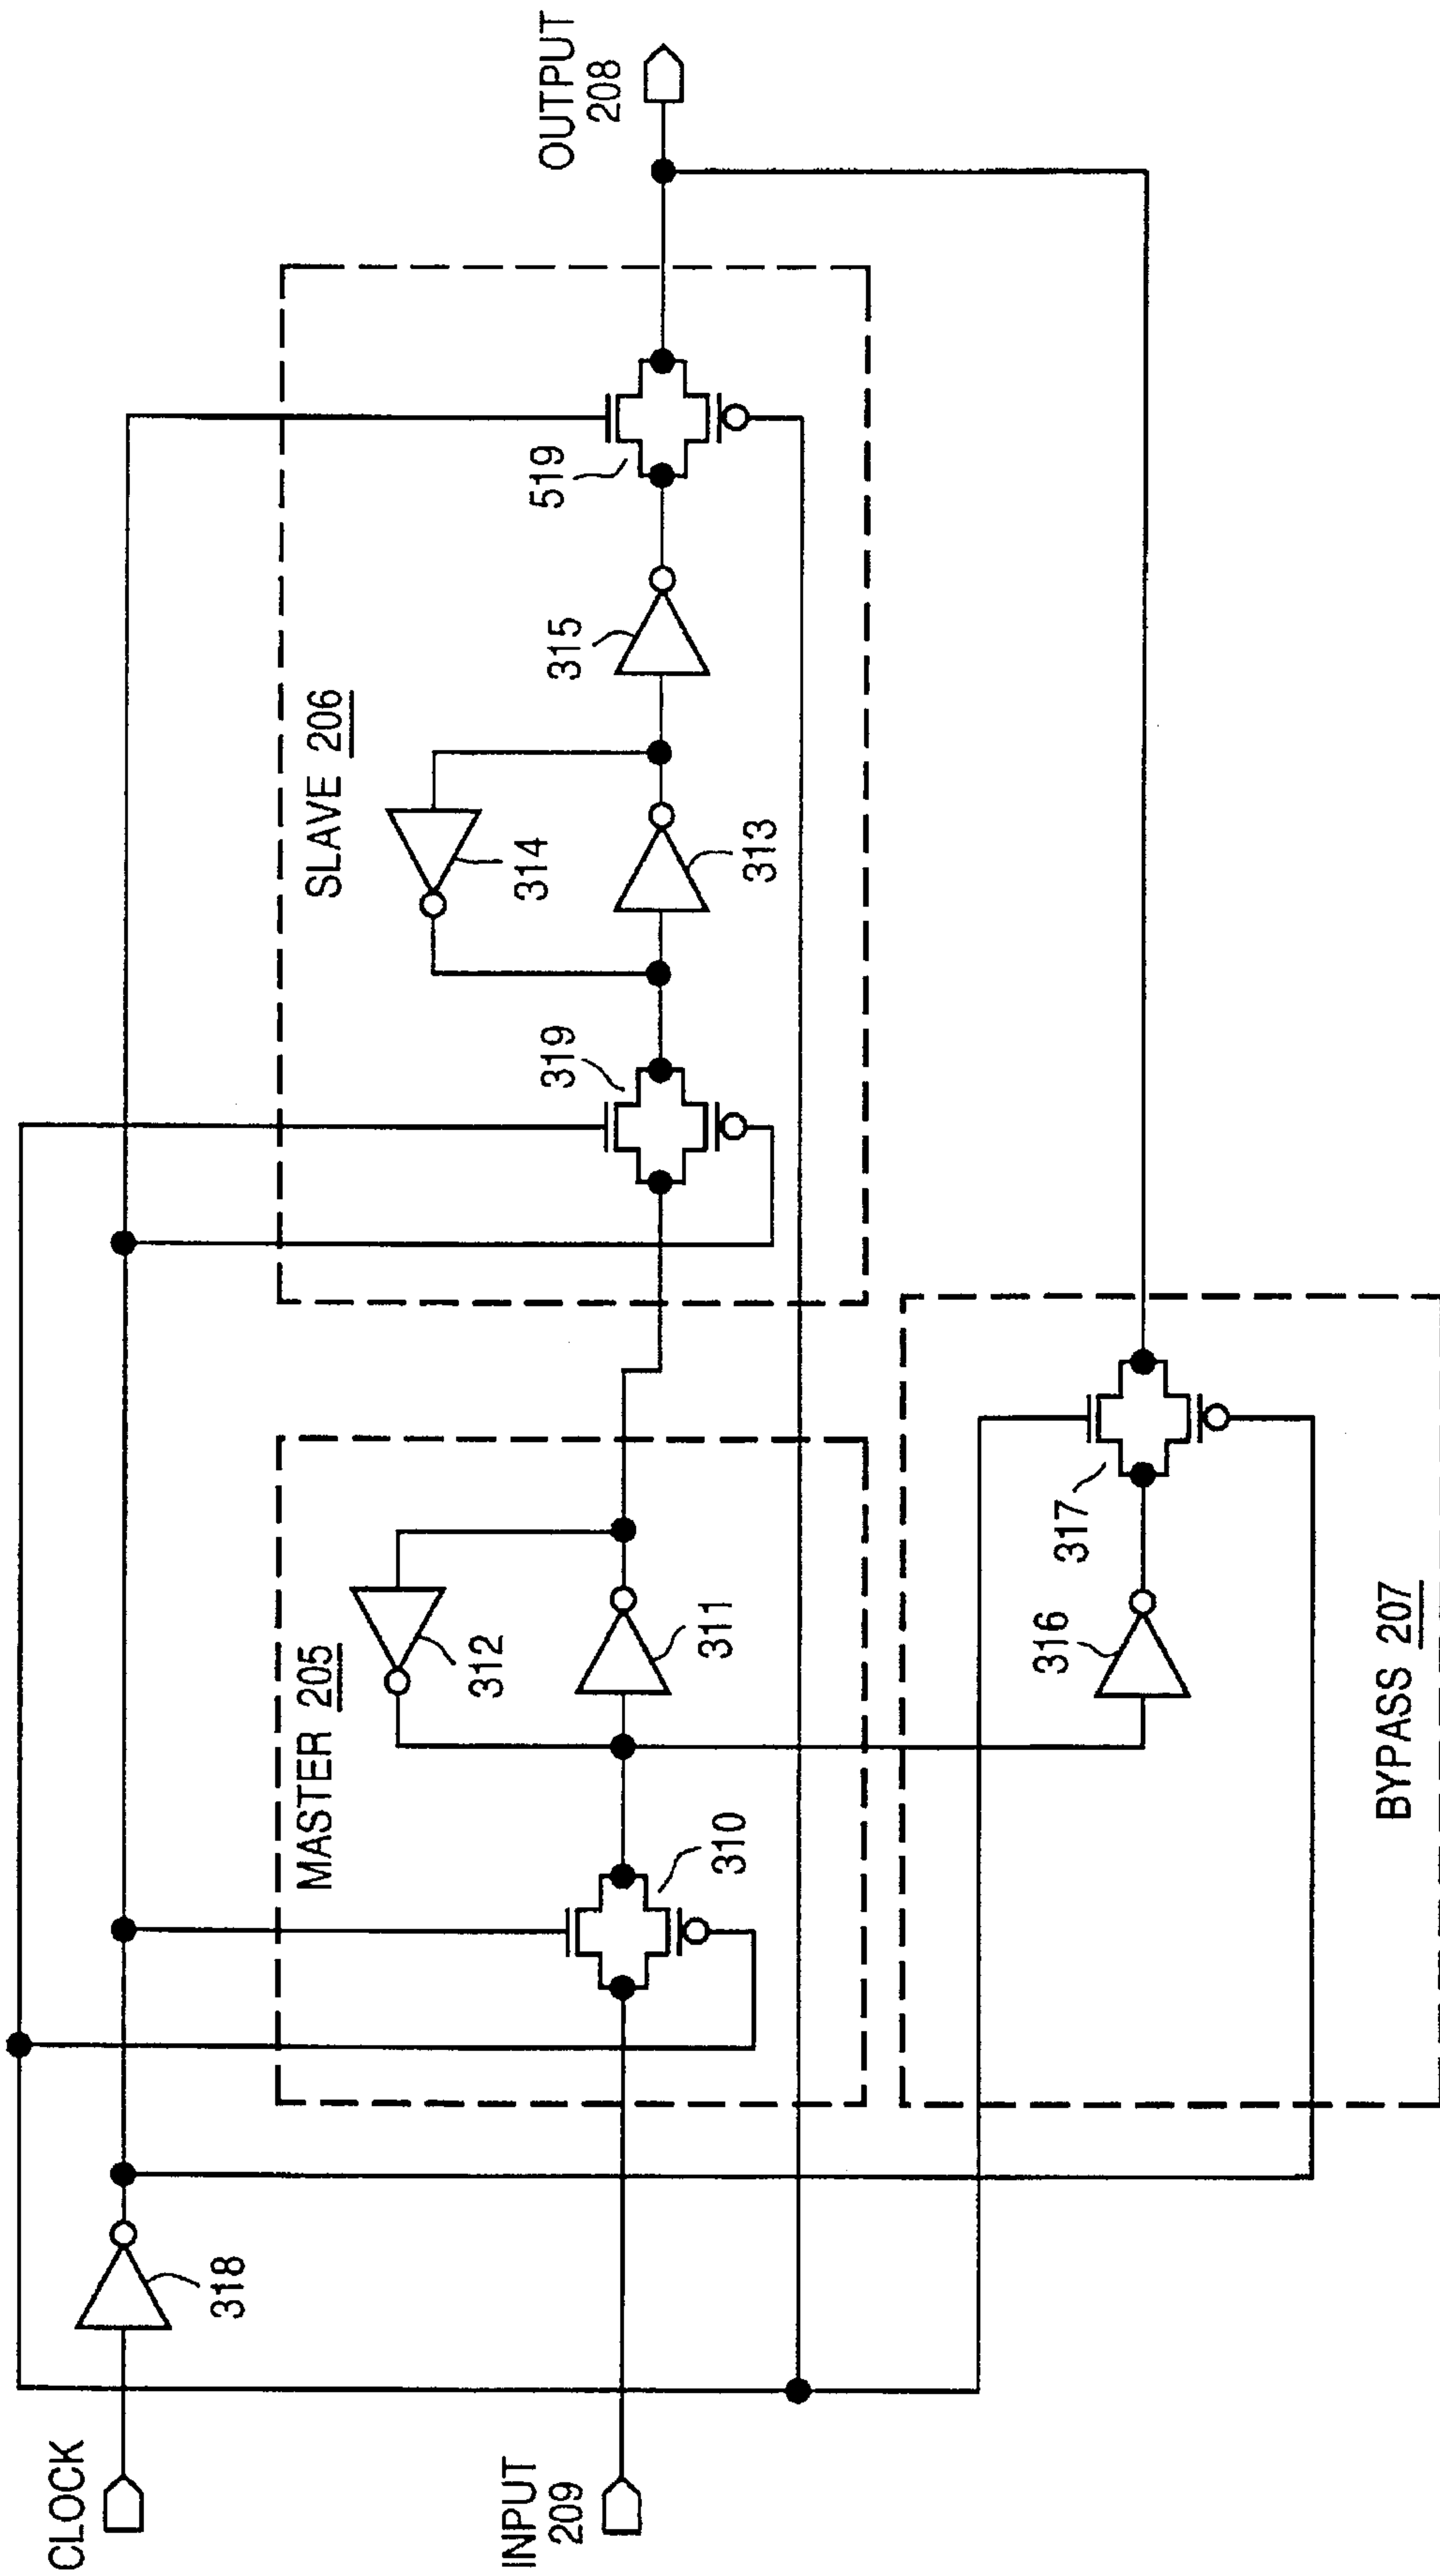 CLOCK
318
INPUT
209
MASTER 205
310
312
311
SLAVE 206
319
314
313
315
519
OUTPUT
208
BYPASS 207
316
317